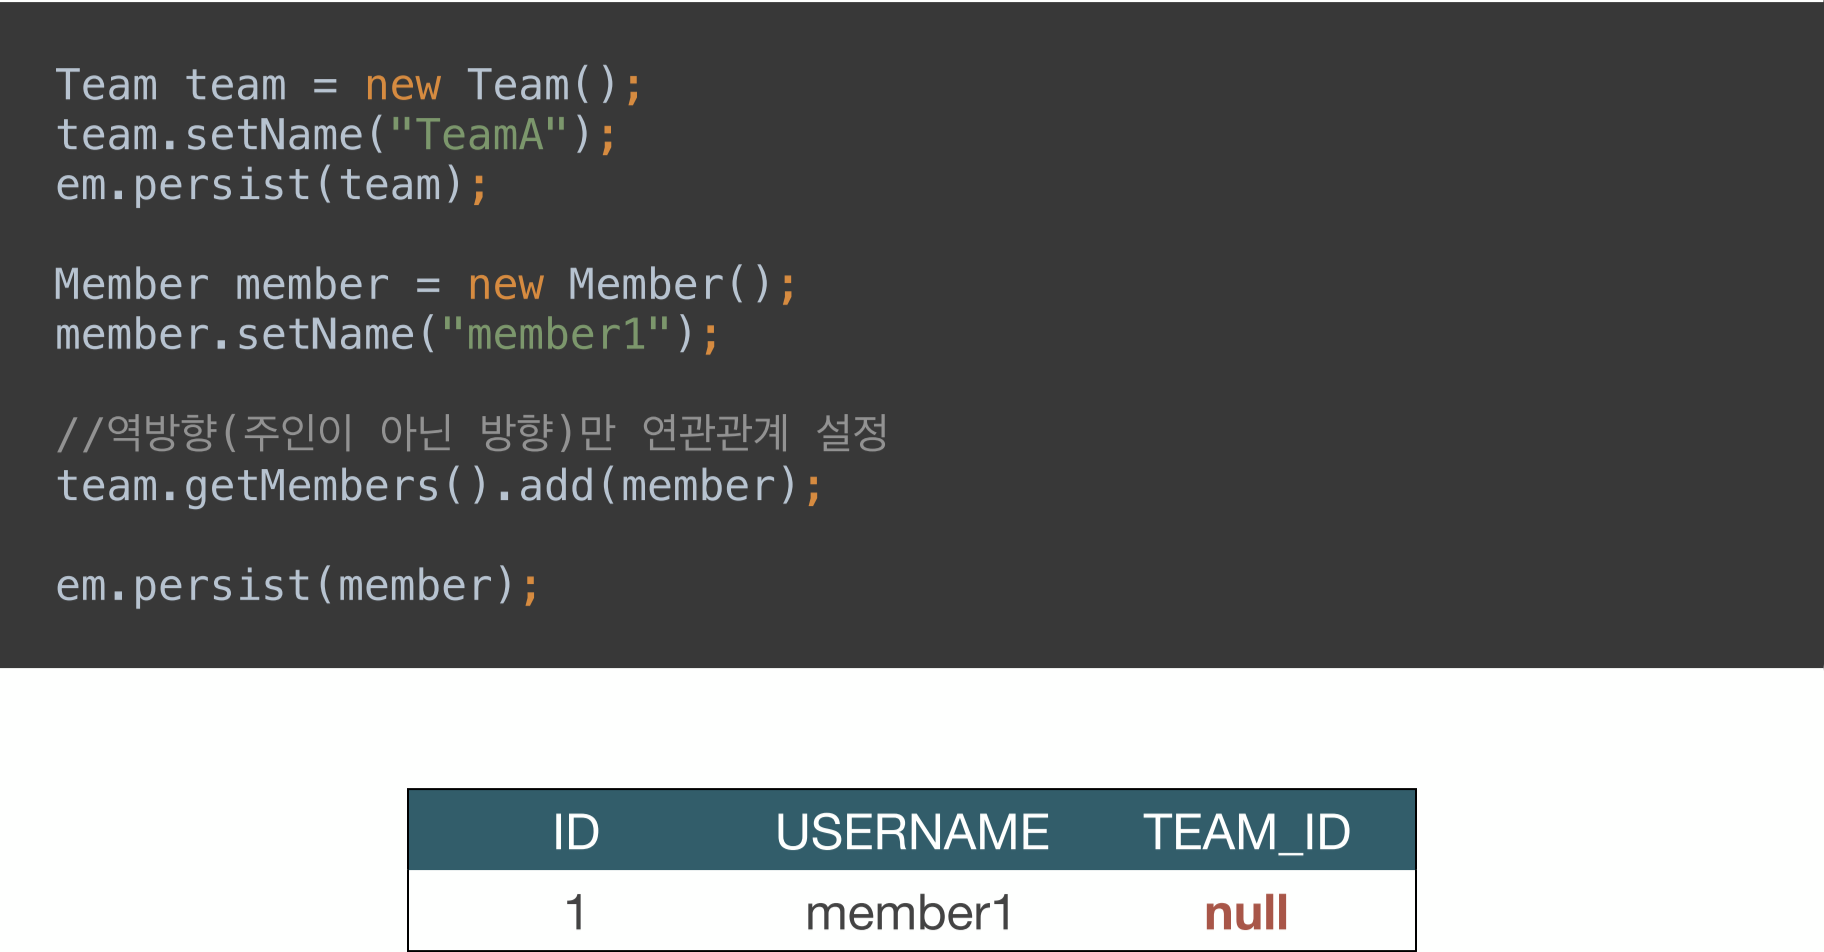 Team team = new Team();
team.setName("TeamA");
em.persist(team);
Member member = new Member();
member.setName("member1");
//역방향(주인이 아닌 방향)만 연관관계 설정
team.getMembers().add(member);
em.persist(member);
ID USERNAME TEAM_ID
1 member1 null